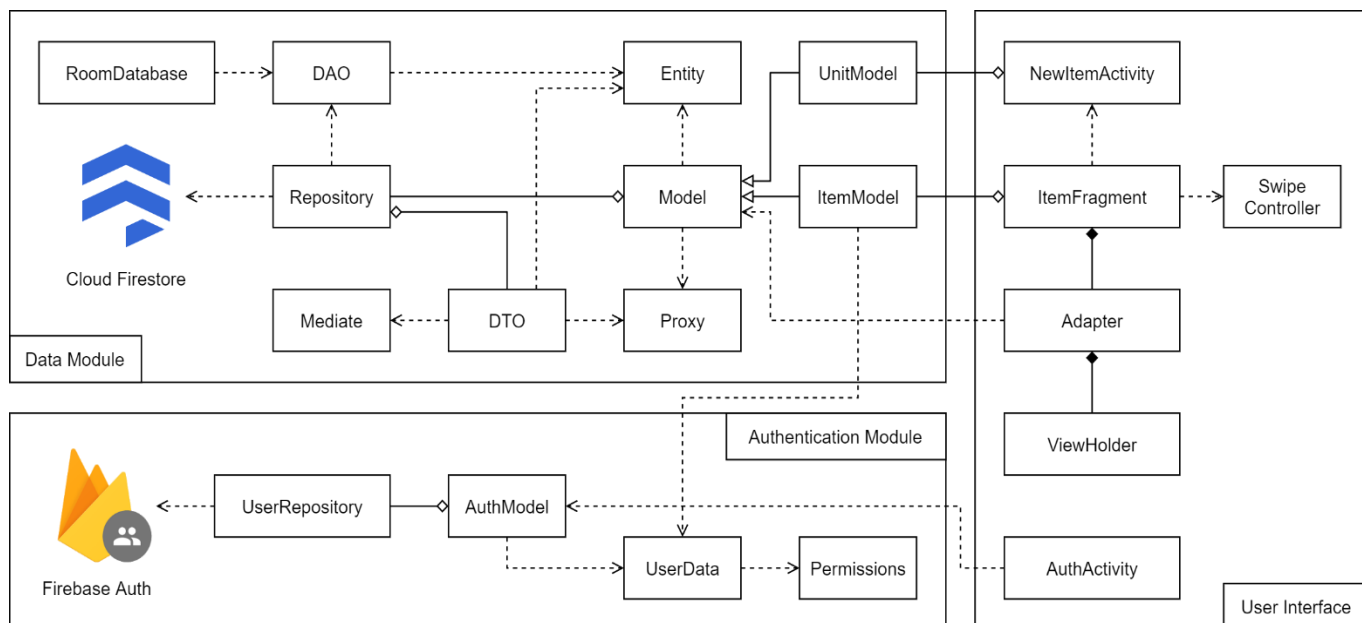 RoomDatabase
DAO
Entity
UnitModel
NewItemActivity
Repository
Model
ItemModel
ItemFragment
Swipe
Controller
Cloud Firestore
Mediate
DTO
Proxy
Adapter
Data Module
Authentication Module
ViewHolder
UserRepository
AuthModel
UserData
Permissions
AuthActivity
Firebase Auth
User Interface